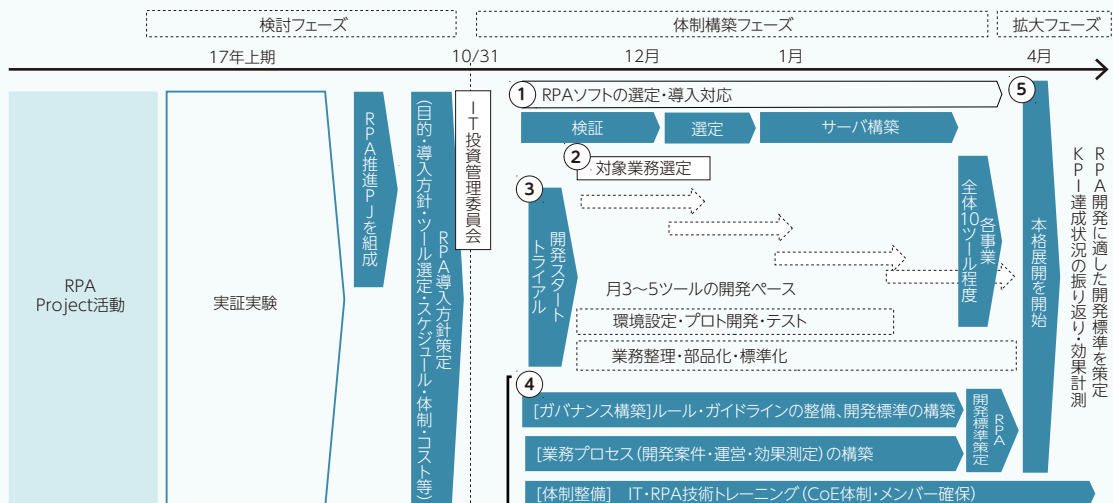 検討フェーズ
体制構築フェーズ
拡大フェーズ
17年上期
10/31
12月
1月
4月
RPA
Project活動
実証実験
RPA推進PJを組成
RPA導入方針策定
(目的・導入方針・ツール選定・スケジュール・体制・コスト等)
IT投資管理委員会
① RPAソフトの選定・導入対応
検証
選定
サーバ構築
② 対象業務選定
③
開発スタート
トライアル
月3〜5ツールの開発ペース
環境設定・プロト開発・テスト
業務整理・部品化・標準化
各事業
全体10ツール程度
④
[ガバナンス構築]ルール・ガイドラインの整備、開発標準の構築
[業務プロセス(開発案件・運営・効果測定)の構築
[体制整備] IT・RPA技術トレーニング(CoE体制・メンバー確保)
RPA
開発標準策定
⑤
本格展開を開始
RPA開発に適した開発標準を策定
KPI達成状況の振り返り・効果計測